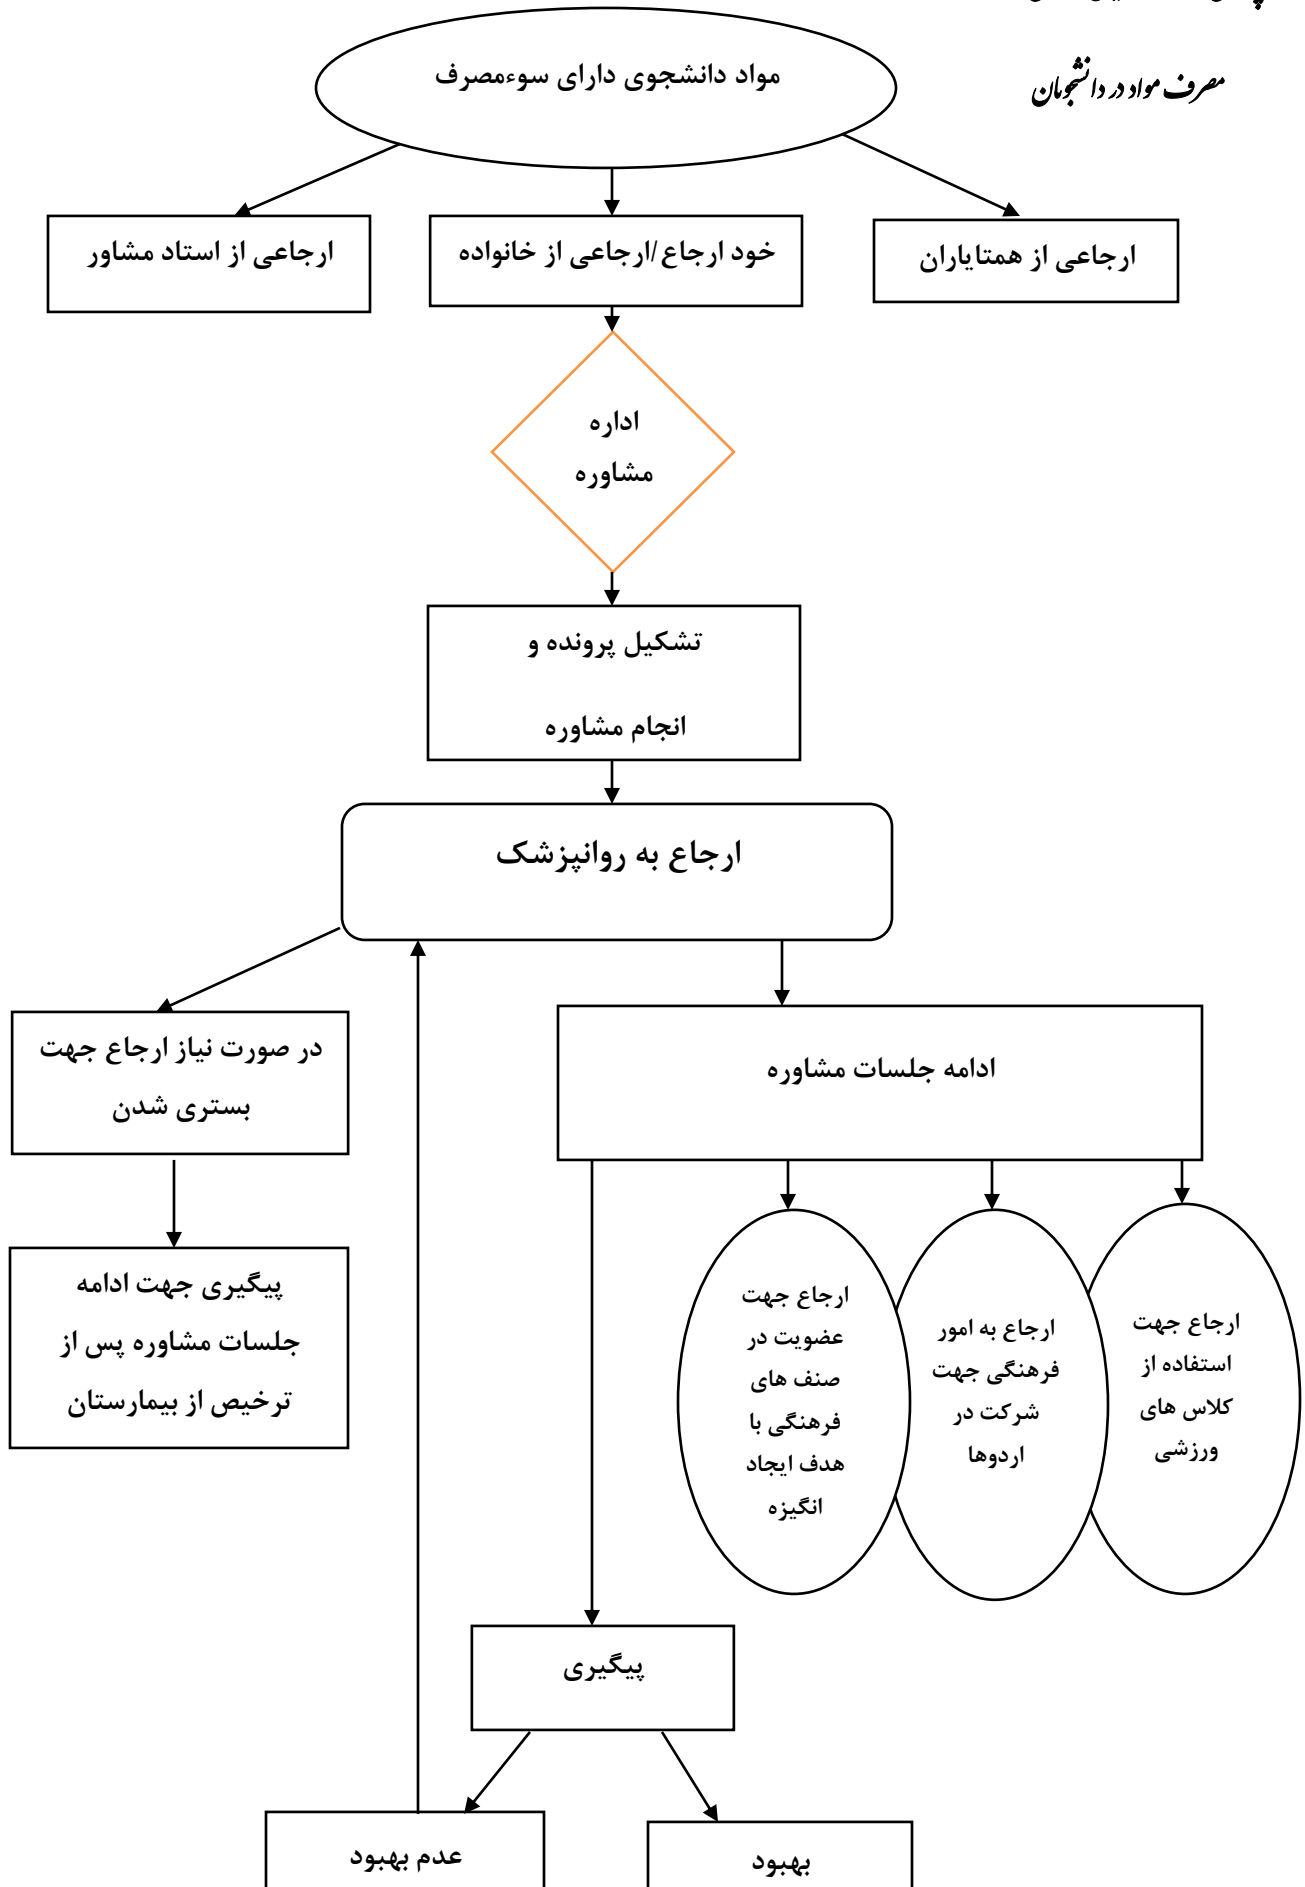 مصرف مواد در دانشجویان
مواد دانشجوی دارای سوءمصرف
ارجاعی از همتایاران
خود ارجاع/ارجاعی از خانواده
ارجاعی از استاد مشاور
اداره
مشاوره
تشکیل پرونده و
انجام مشاوره
ارجاع به روانپزشک
ادامه جلسات مشاوره
در صورت نیاز ارجاع جهت
بستری شدن
پیگیری جهت ادامه
جلسات مشاوره پس از
ترخیص از بیمارستان
ارجاع جهت
استفاده از
کلاس های
ورزشی
ارجاع به امور
فرهنگی جهت
شرکت در
اردوها
ارجاع جهت
عضویت در
صنف های
فرهنگی با
هدف ایجاد
انگیزه
پیگیری
بهبود
عدم بهبود